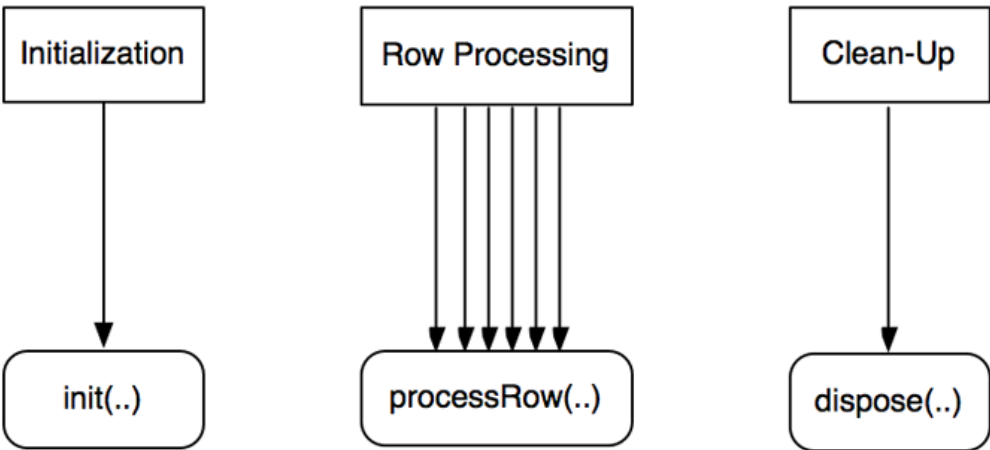 Initialization
Row Processing
Clean-Up
init(..)
processRow(..)
dispose(..)